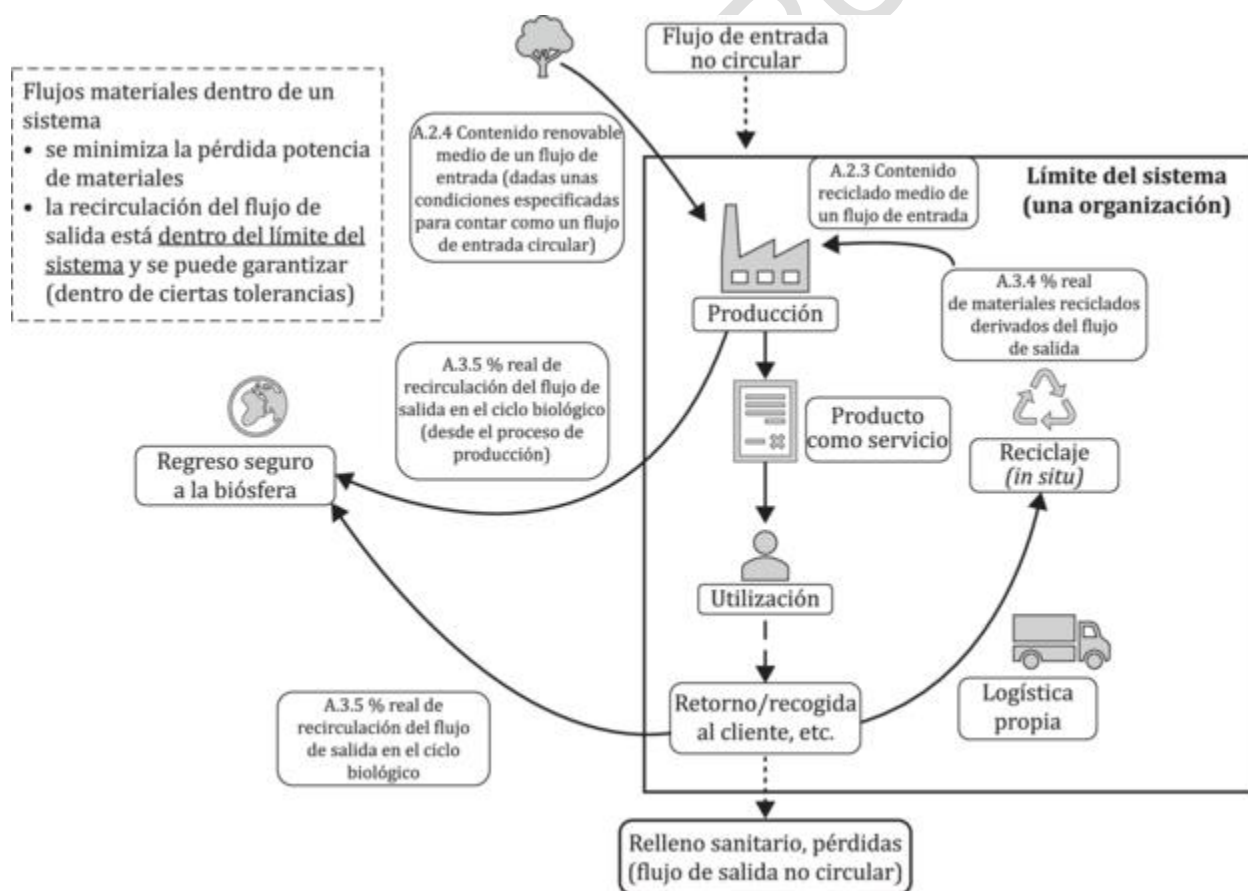 Flujo de entrada
no circular
Flujos materiales dentro de un
sistema
• se minimiza la pérdida potencia
de materiales
• la recirculación del flujo de
salida está dentro del límite del
sistema y se puede garantizar
(dentro de ciertas tolerancias)
A.2.4 Contenido renovable
medio de un flujo de
entrada (dadas unas
condiciones especificadas
para contar como un flujo
de entrada circular)
A.2.3 Contenido
reciclado medio de
un flujo de entrada
Límite del sistema
(una organización)
Producción
A.3.4 % real
de materiales reciclados
derivados del flujo
de salida
A.3.5 % real de
recirculación del flujo de
salida en el ciclo biológico
(desde el proceso de
producción)
Producto
como servicio
Regreso seguro
a la biósfera
Reciclaje
(in situ)
Utilización
Retorno/recogida
al cliente, etc.
Logística
propia
A.3.5 % real de
recirculación del flujo
de salida en el ciclo
biológico
Relleno sanitario, pérdidas
(flujo de salida no circular)